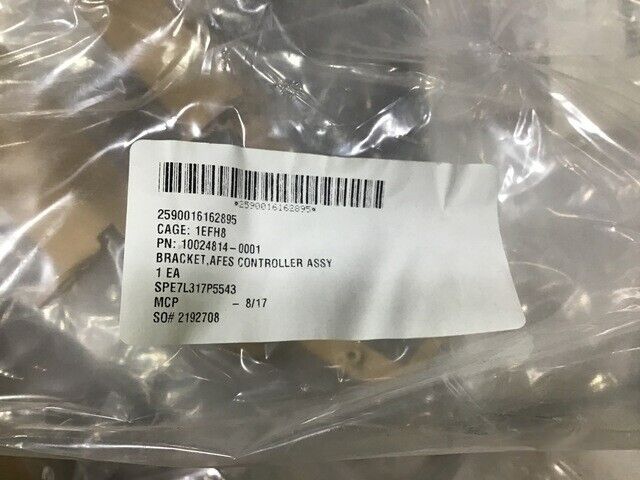 *2590016162895*
2590016162895
CAGE: 1EFH8
PN: 10024814-0001
BRACKET,AFES CONTROLLER ASSY
1 EA
SPE7L317P5543
MCP - 8/17
SO# 2192708